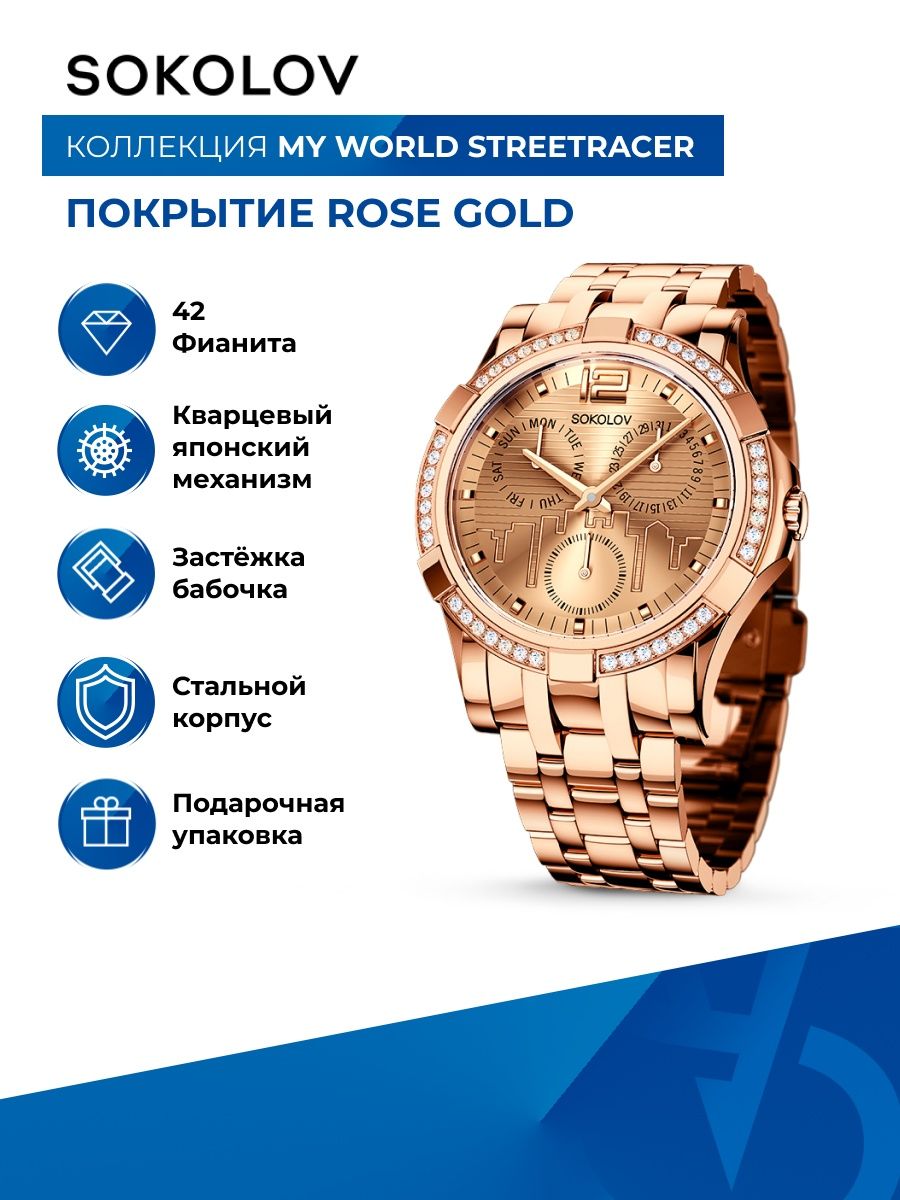 SOKOLOV
КОЛЛЕКЦИЯ MY WORLD STREETRACER
ПОКРЫТИЕ ROSE GOLD
42
Фианита
Кварцевый
японский
механизм
Застёжка
бабочка
Стальной
корпус
Подарочная
упаковка
12
SOKOLOV
SUN MON TUE
SAT
FRI THU